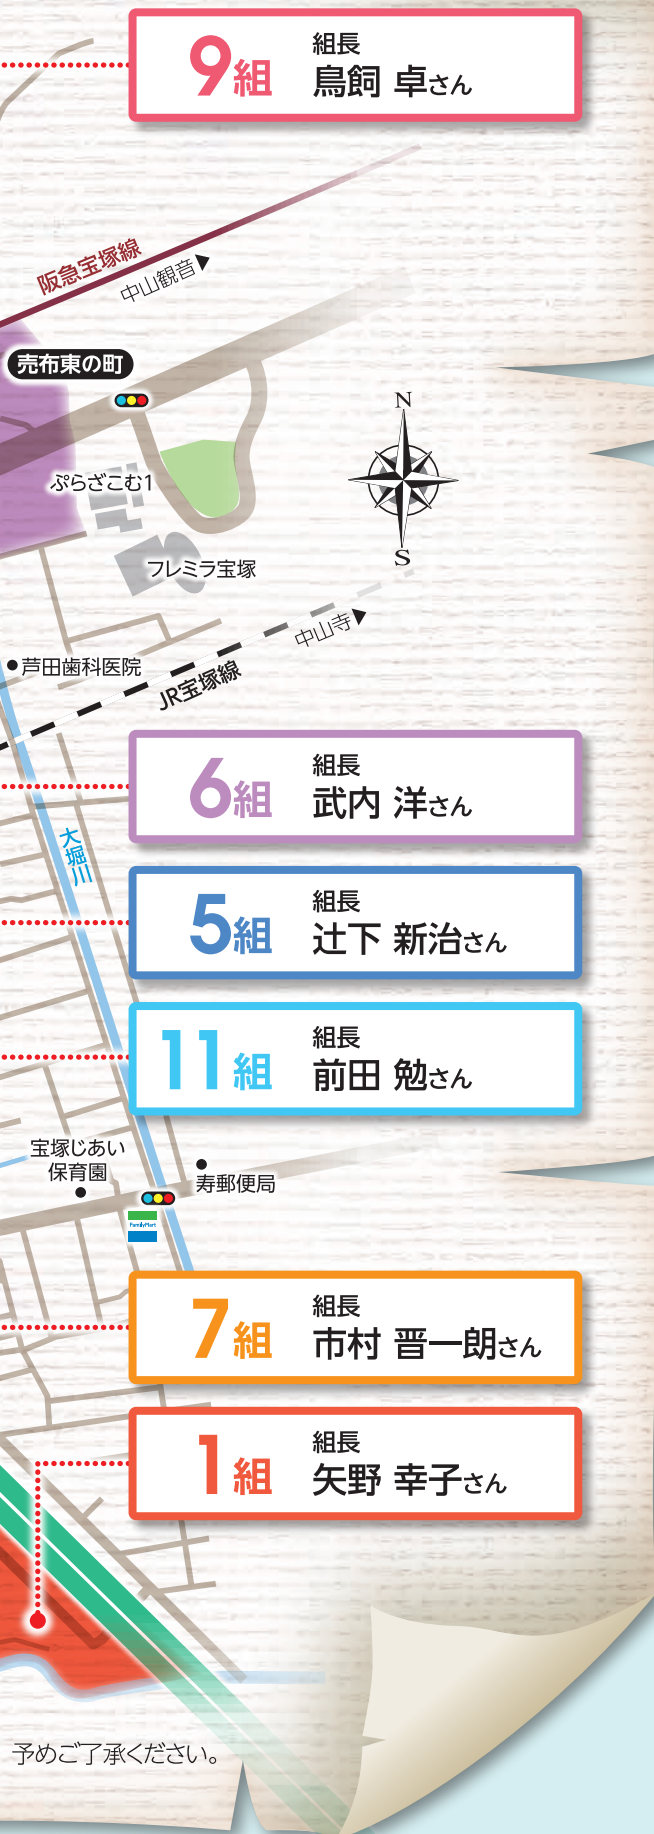 9組
組長
鳥飼 卓さん
阪急宝塚線
中山観音▶
売布東の町
N
ぷらざこむ1
S
フレミラ宝塚
中山寺▶
芦田歯科医院
JR宝塚線
6組
組長
武内 洋さん
大堀川
5組
組長
辻下 新治さん
11組
組長
前田 勉さん
宝塚じあい
保育園
寿郵便局
FamilyMart
7組
組長
市村 晋一朗さん
1組
組長
矢野 幸子さん
予めご了承ください。